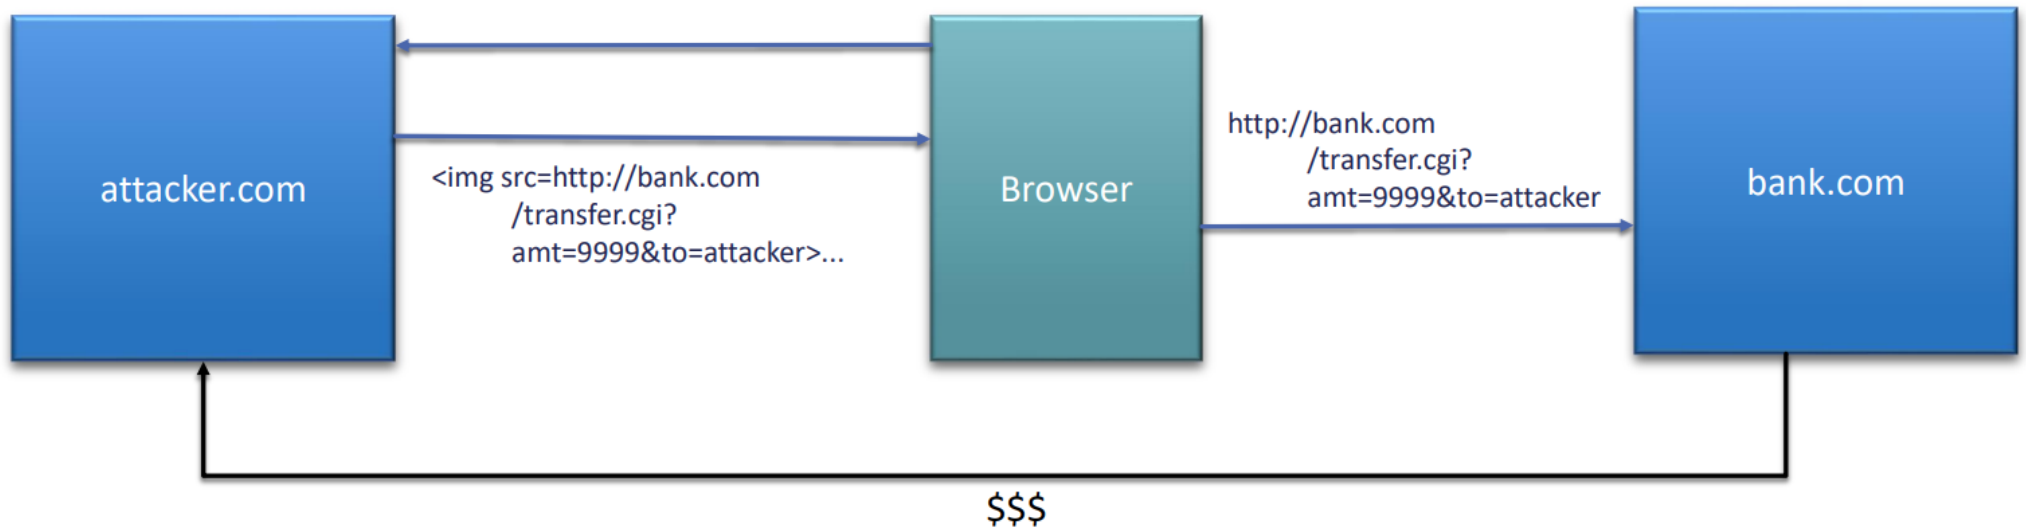 attacker.com
<img src=http://bank.com
/transfer.cgi?
amt=9999&to=attacker>...
Browser
http://bank.com
/transfer.cgi?
amt=9999&to=attacker
bank.com
$$$